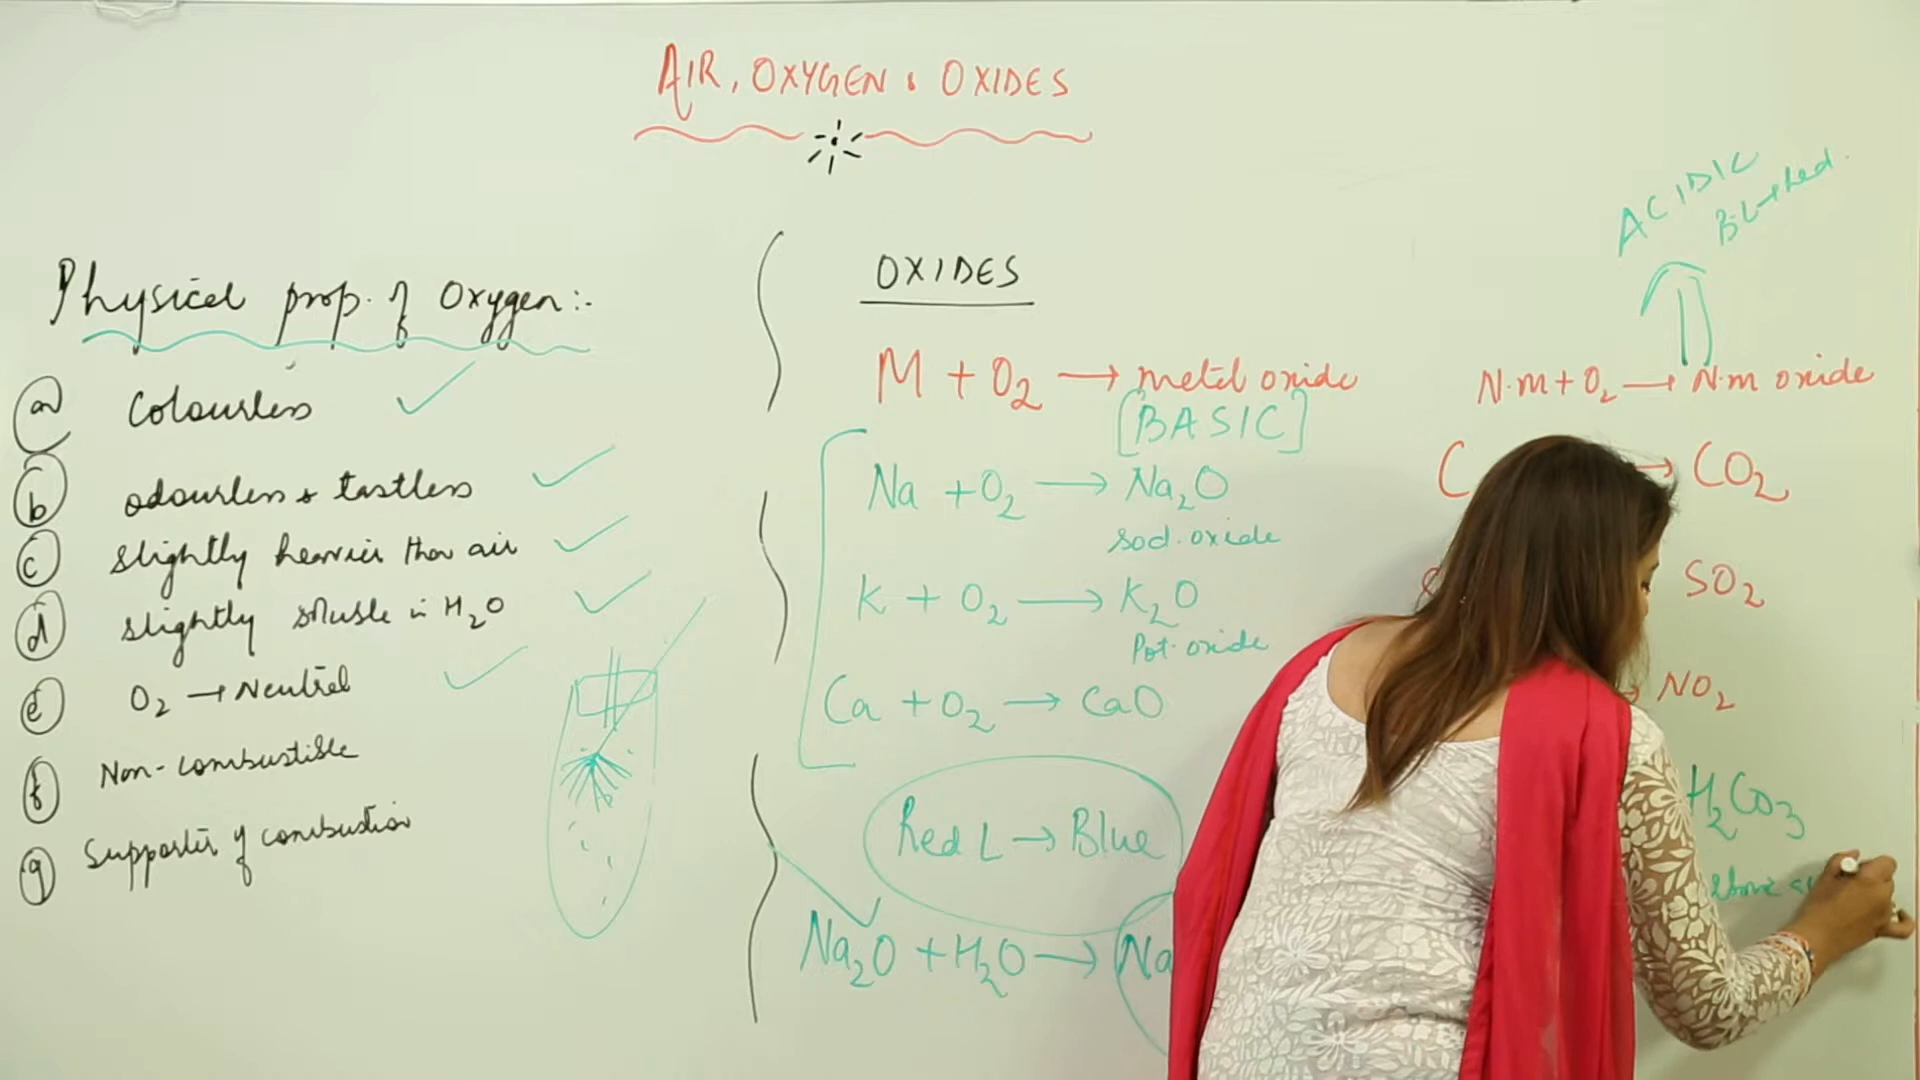 AIR, OXYGEN & OXIDES
Physical prop. of Oxygen:-
a Colourless
b odourless & tastless
c slightly heavier than air
d slightly soluble in H2O
e O2 → Neutral
f Non-combustible
g Supporter of combustion
OXIDES
M + O2 → metal oxide
[BASIC]
Na + O2 → Na2O
sod. oxide
K + O2 → K2O
Pot. oxide
Ca + O2 → CaO
Red L → Blue
Na2O + H2O → Na
ACIDIC
B.L → Red.
N.m + O2 → N.m oxide
C → CO2
SO2
→ NO2
H2CO3